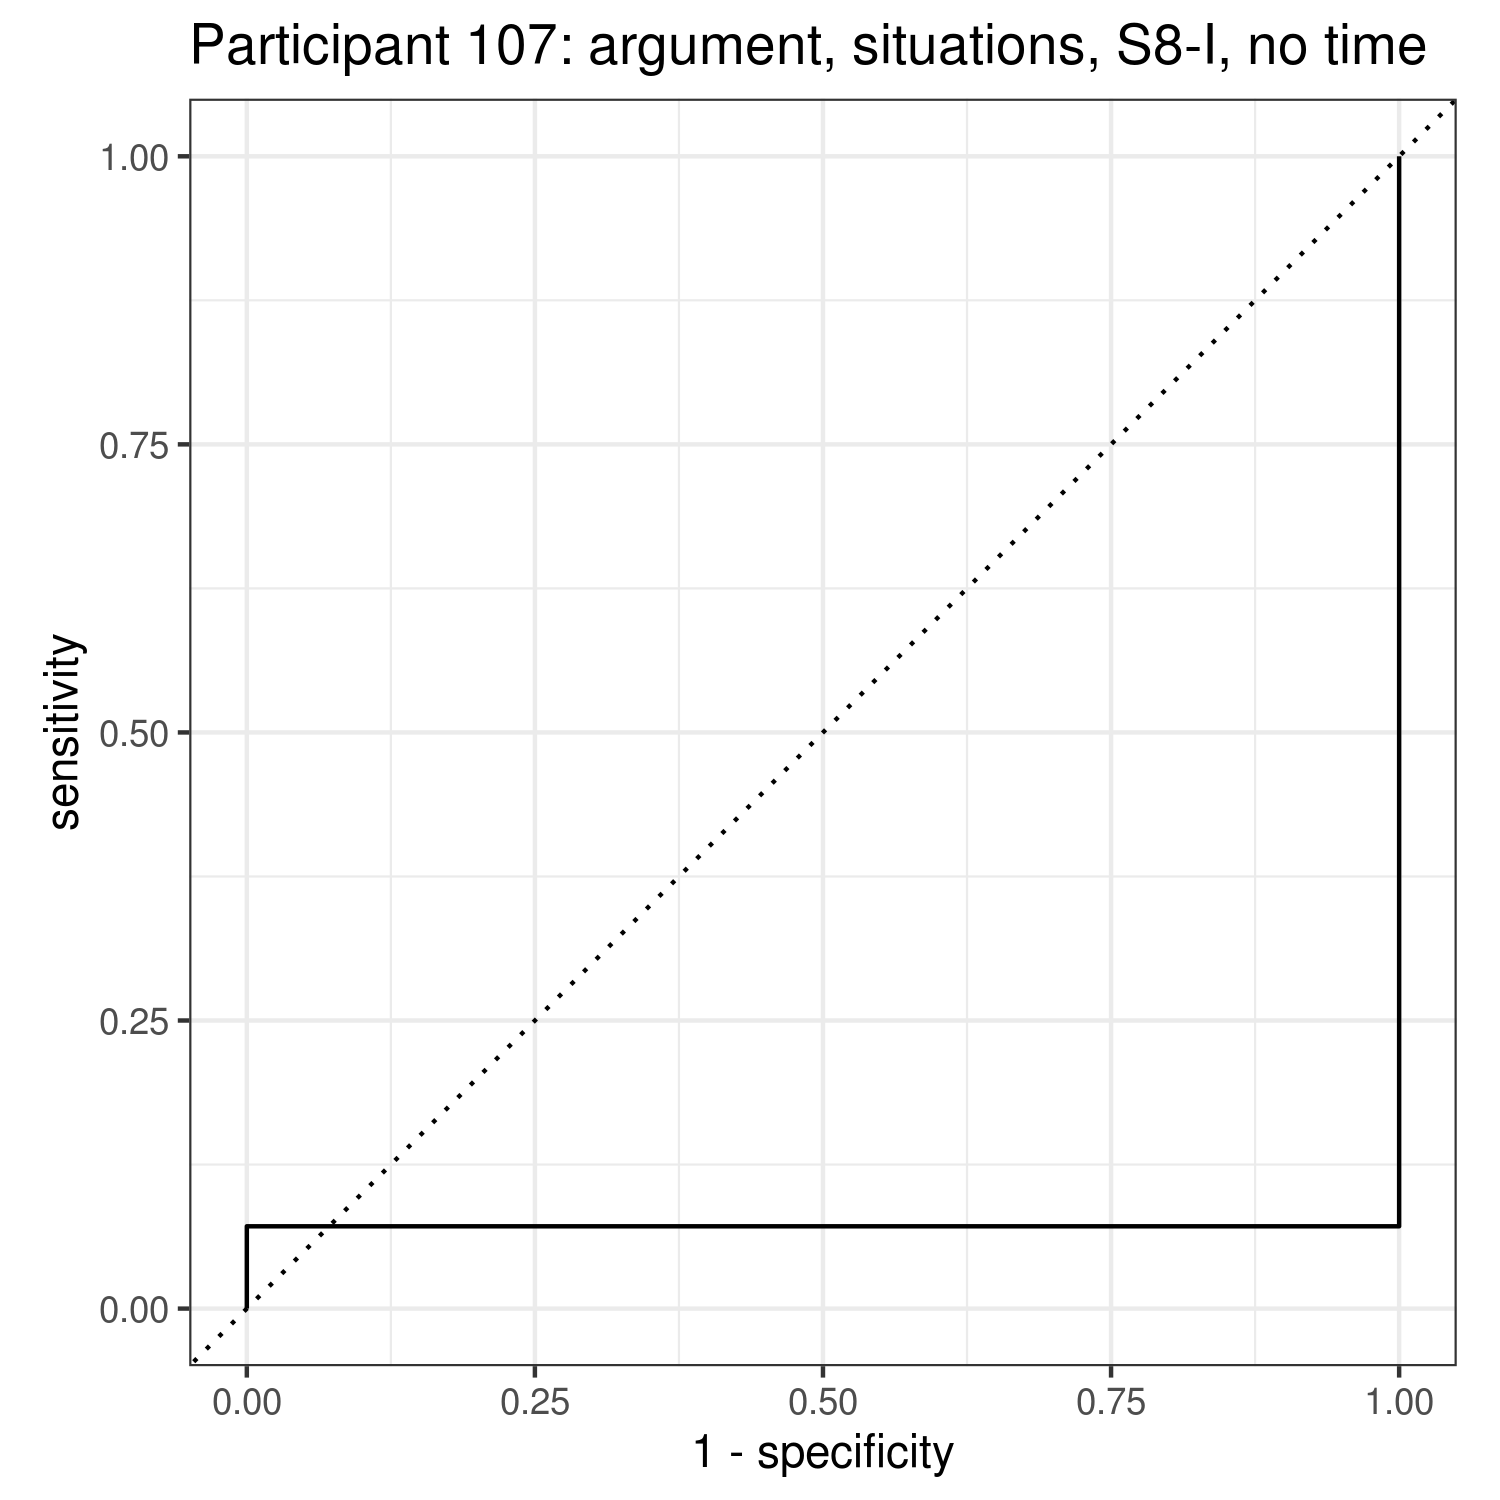 Participant 107: argument, situations, S8-I, no time
1.00
0.75
0.50
0.25
0.00
sensitivity
0.00 0.25 0.50 0.75 1.00
1 - specificity